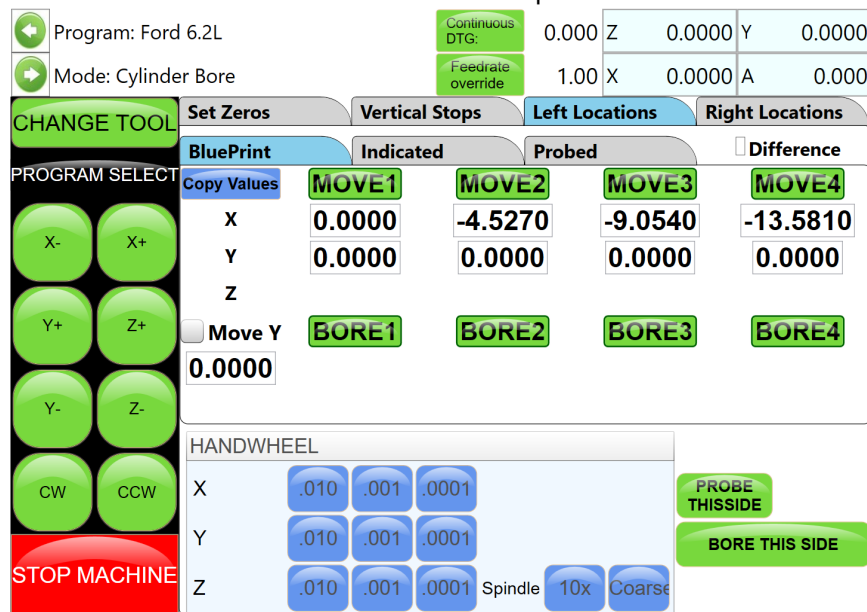 Program: Ford 6.2L
Continuous DTG: 0.000 Z 0.0000 Y 0.0000
Mode: Cylinder Bore
Feedrate override 1.00 X 0.0000 A 0.000
CHANGE TOOL
Set Zeros Vertical Stops Left Locations Right Locations
BluePrint Indicated Probed Difference
PROGRAM SELECT
Copy Values MOVE1 MOVE2 MOVE3 MOVE4
X 0.0000 -4.5270 -9.0540 -13.5810
Y 0.0000 0.0000 0.0000 0.0000
Z
Move Y BORE1 BORE2 BORE3 BORE4
0.0000
X- X+
Y+ Z+
Y- Z-
CW CCW
STOP MACHINE
HANDWHEEL
X .010 .001 .0001
Y .010 .001 .0001
Z .010 .001 .0001 Spindle 10x Coarse
PROBE
THISSIDE
BORE THIS SIDE